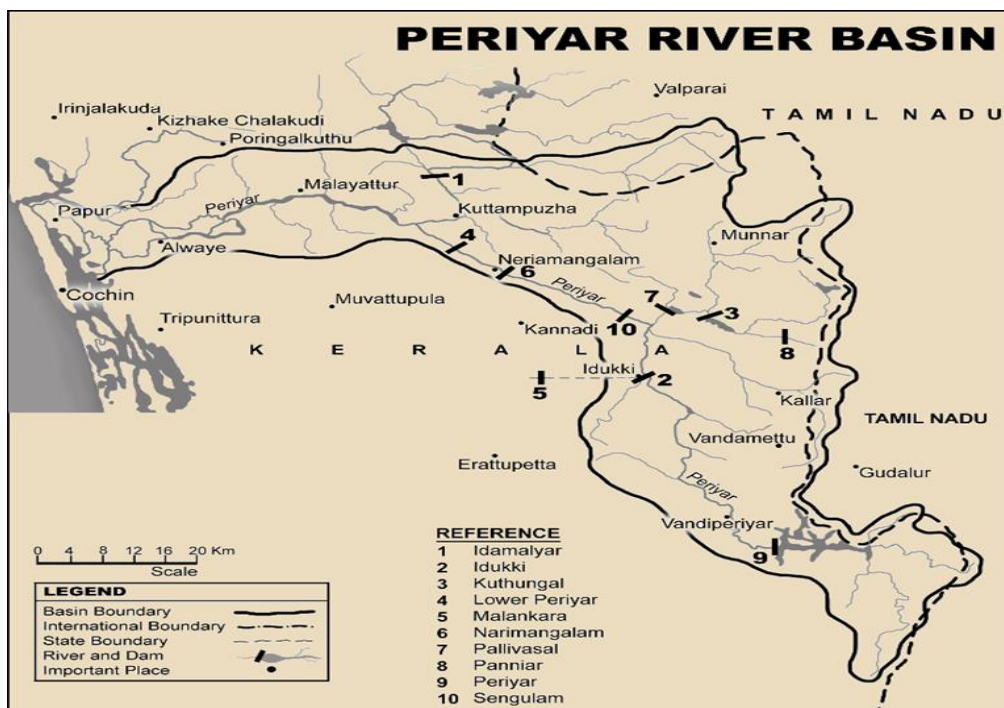 PERIYAR RIVER BASIN
Valparai
Irinjalakuda
TAMIL NADU
Kizhake Chalakudi
Poringalkuthu
1
Malayattur
Periyar
Kuttampuzha
Papur
Munnar
Alwaye
4
Neriamangalam
6
Periyar
Cochin
Muvattupula
7
3
Tripunittura
Kannadi
10
8
KERALA
Idukki
2
5
Kallar
TAMIL NADU
Vandamettu
Erattupetta
Gudalur
Periyar
Vandiperiyar
9
REFERENCE
1 Idamalyar
2 Idukki
3 Kuthungal
4 Lower Periyar
5 Malankara
6 Narimangalam
7 Pallivasal
8 Panniar
9 Periyar
10 Sengulam
0 4 8 12 16 20 Km
Scale
LEGEND
Basin Boundary
International Boundary
State Boundary
River and Dam
Important Place